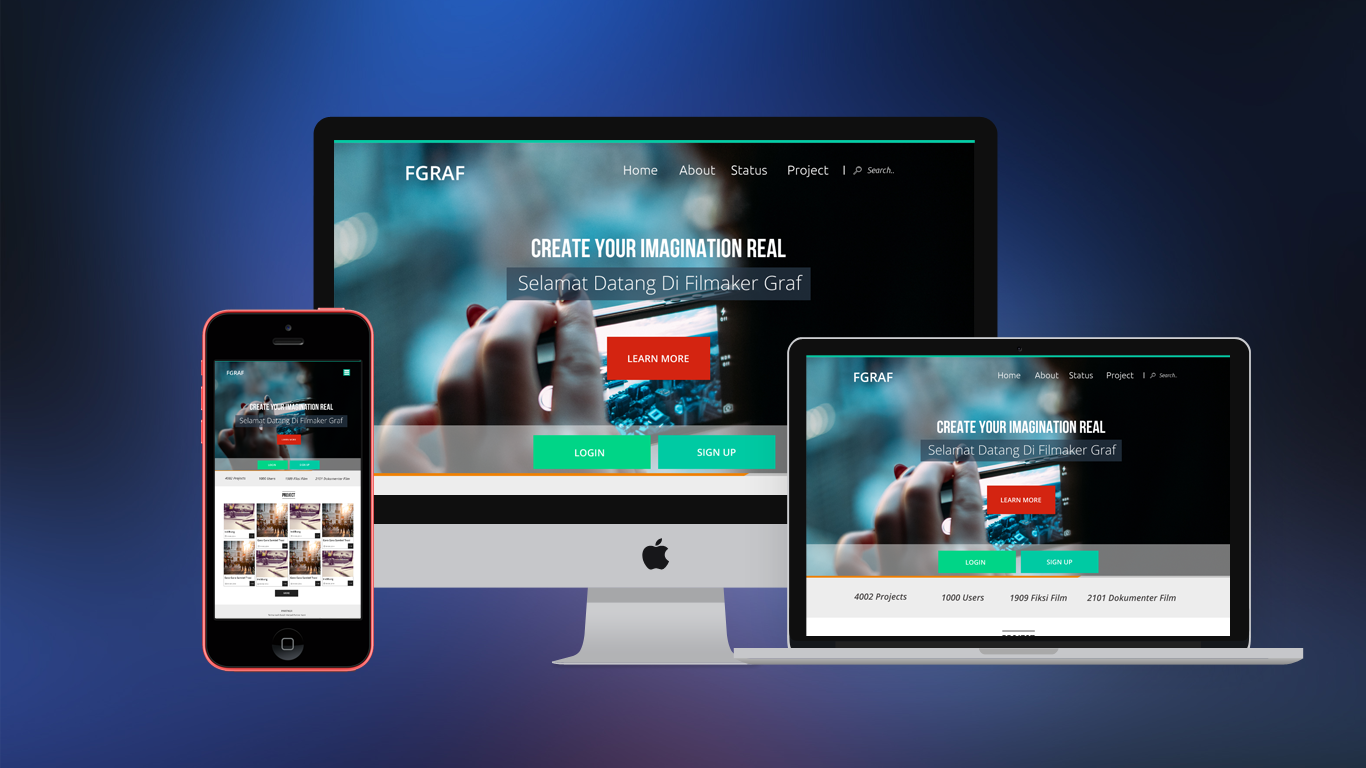 FGRAF
Home About Status Project | Search..
CREATE YOUR IMAGINATION REAL
Selamat Datang Di Filmaker Graf
LEARN MORE
LOGIN SIGN UP
FGRAF
CREATE YOUR IMAGINATION REAL
Selamat Datang Di Filmaker Graf
LEARN MORE
LOGIN SIGN UP
4002 Projects 1000 Users 1909 Fiksi Film 2101 Dokumenter Film
PROJECT
FGRAF
Home About Status Project | Search..
CREATE YOUR IMAGINATION REAL
Selamat Datang Di Filmaker Graf
LEARN MORE
LOGIN SIGN UP
4002 Projects 1000 Users 1909 Fiksi Film 2101 Dokumenter Film